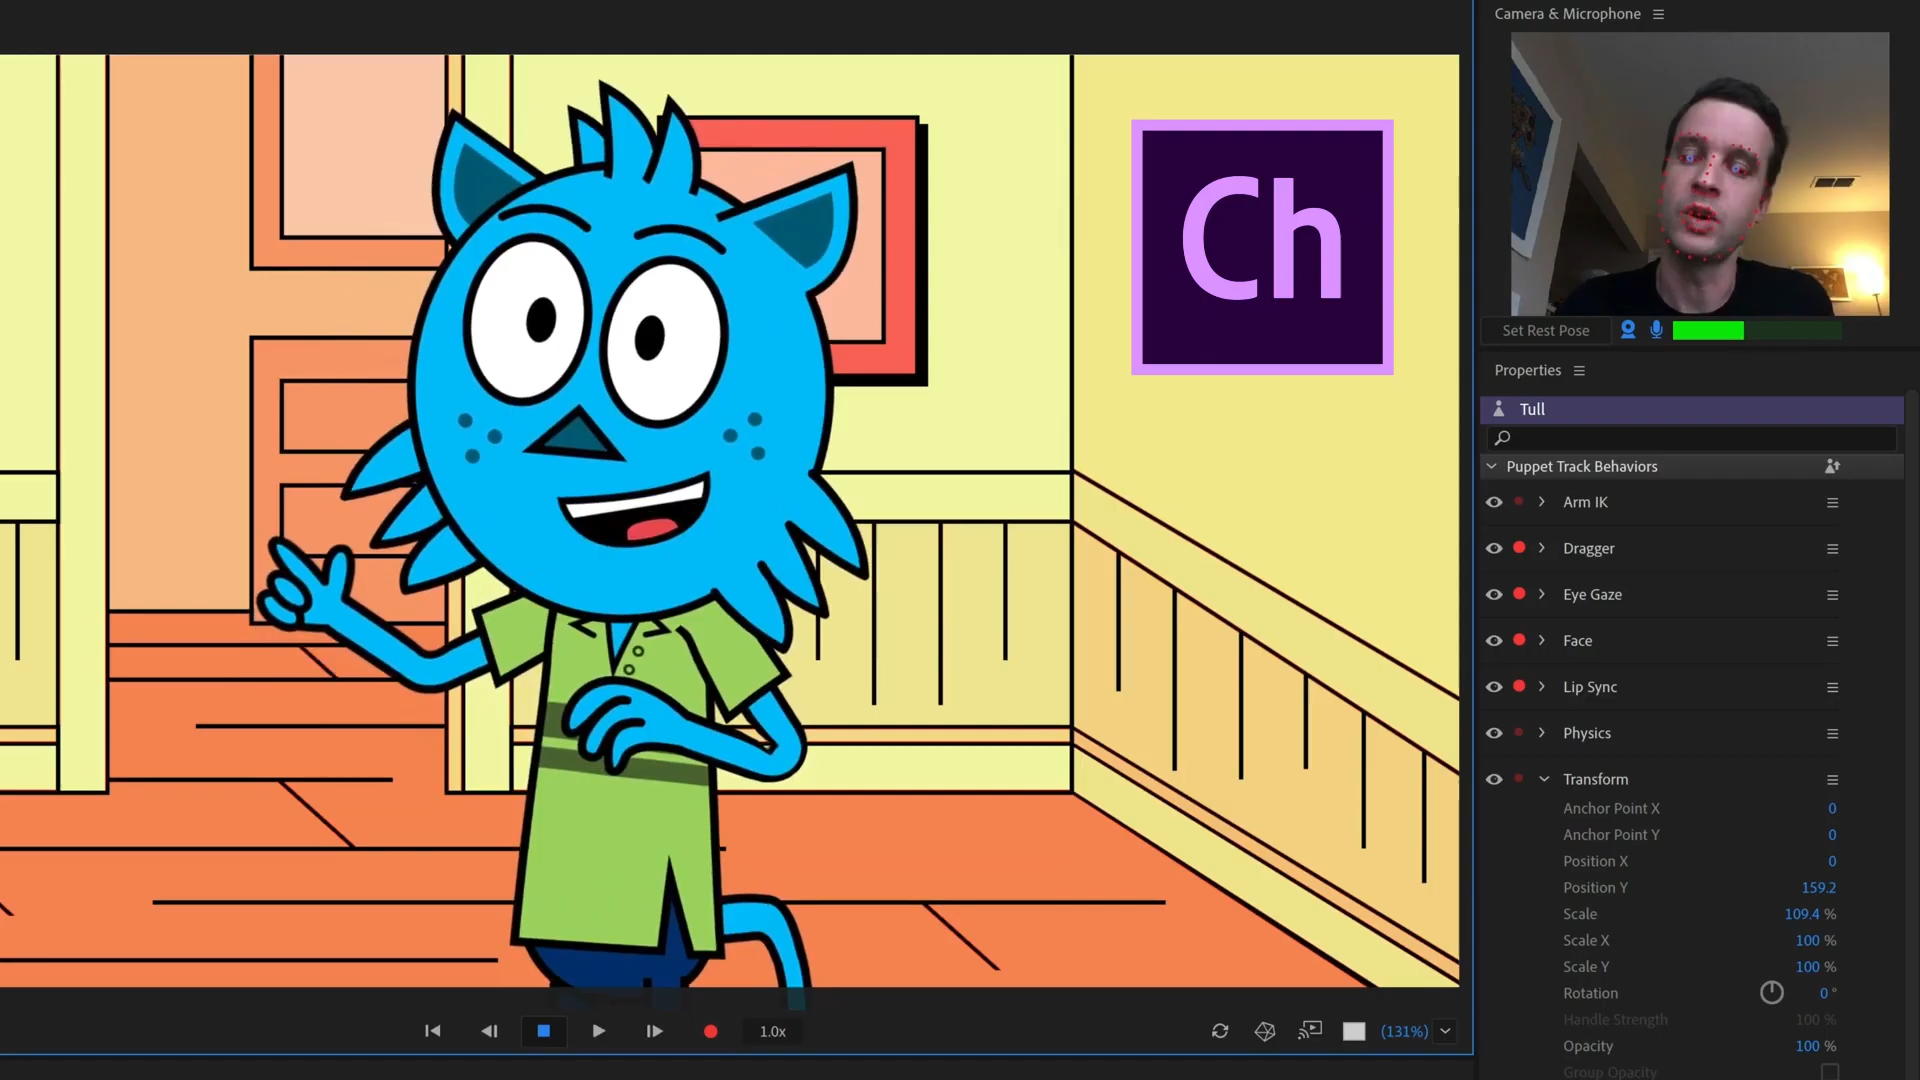 Camera & Microphone
Ch
Set Rest Pose
Properties
Tull
Puppet Track Behaviors
Arm IK
Dragger
Eye Gaze
Face
Lip Sync
Physics
Transform
Anchor Point X 0
Anchor Point Y 0
Position X 0
Position Y 159.2
Scale 109.4 %
Scale X 100 %
Scale Y 100 %
Rotation 0 °
Handle Strength 100 %
Opacity 100 %
Group Opacity
1.0x
(131%)